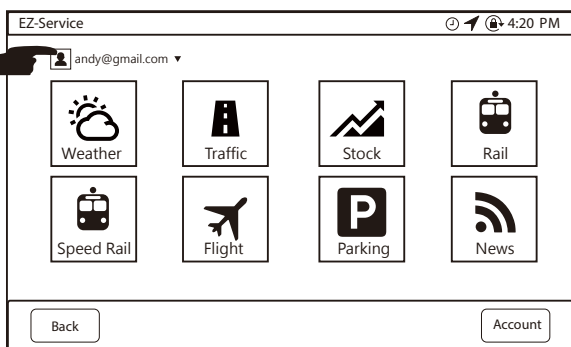 EZ-Service 4:20 PM
andy@gmail.com
Weather Traffic Stock Rail
Speed Rail Flight P Parking News
Back Account